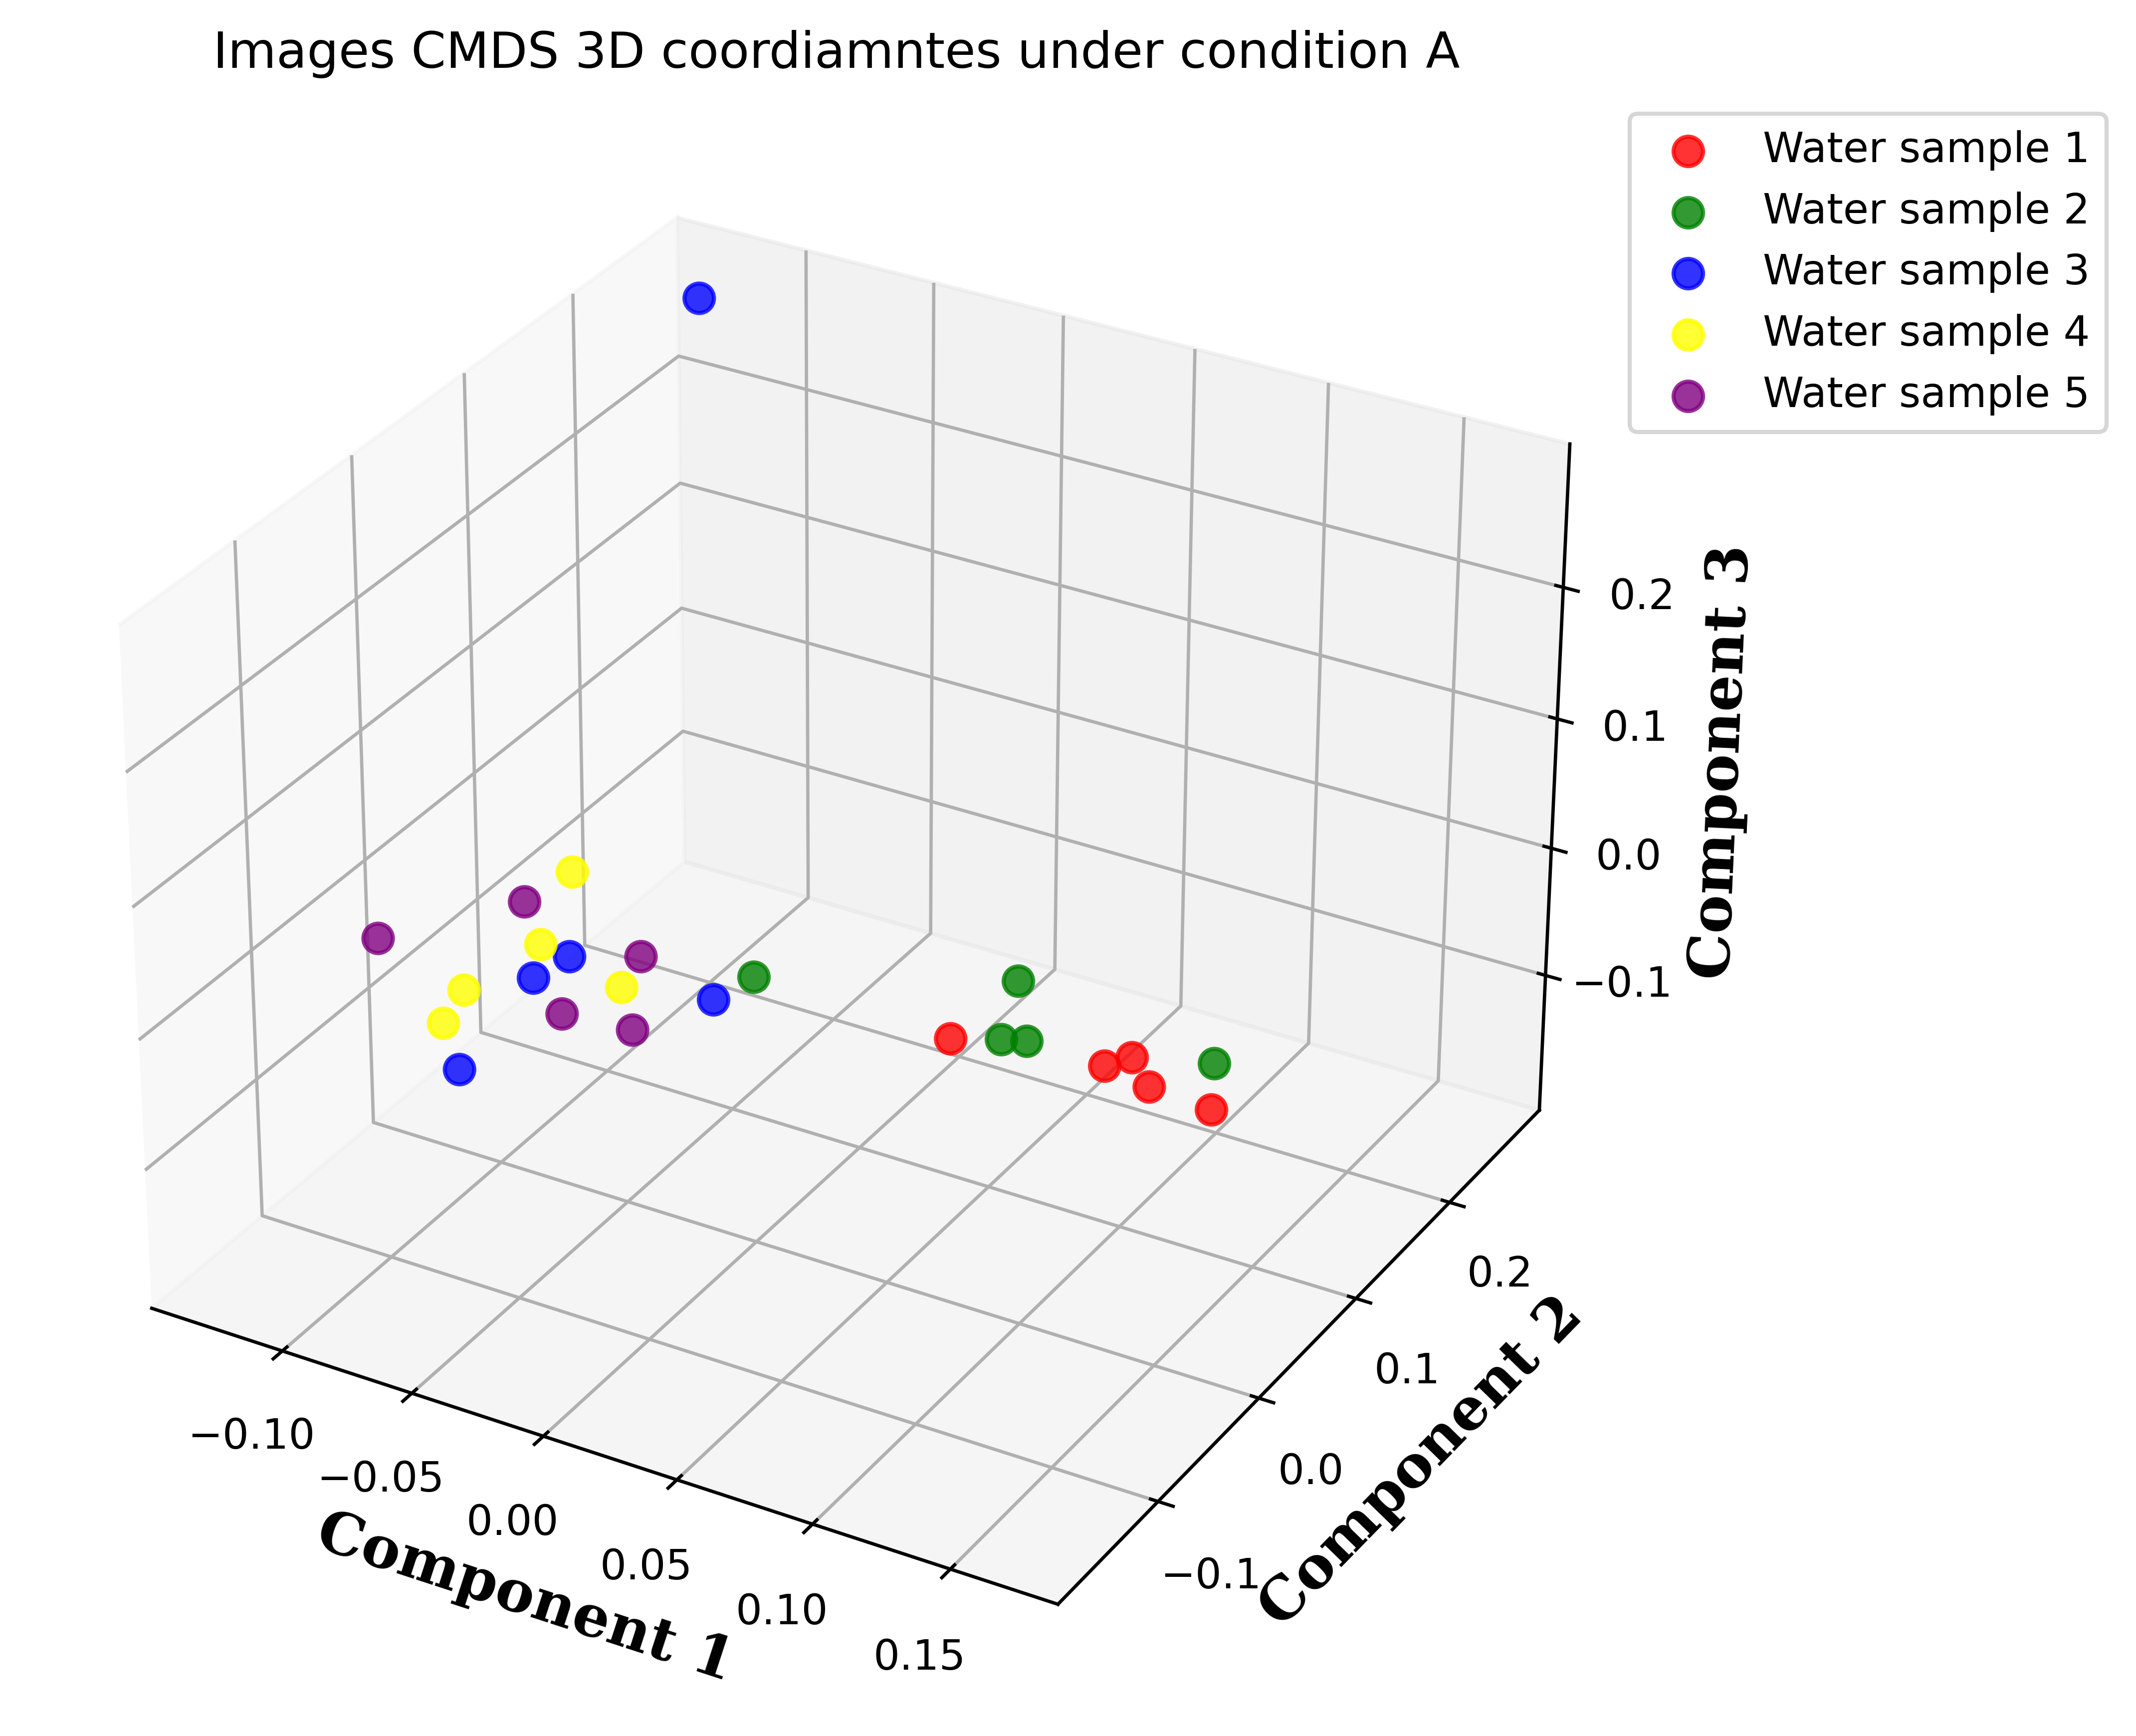 Images CMDS 3D coordiamntes under condition A
Water sample 1
Water sample 2
Water sample 3
Water sample 4
Water sample 5
0.2
0.1
0.0
−0.1
Component 3
0.2
0.1
0.0
−0.1
Component 2
−0.10
−0.05
0.00
0.05
0.10
0.15
Component 1